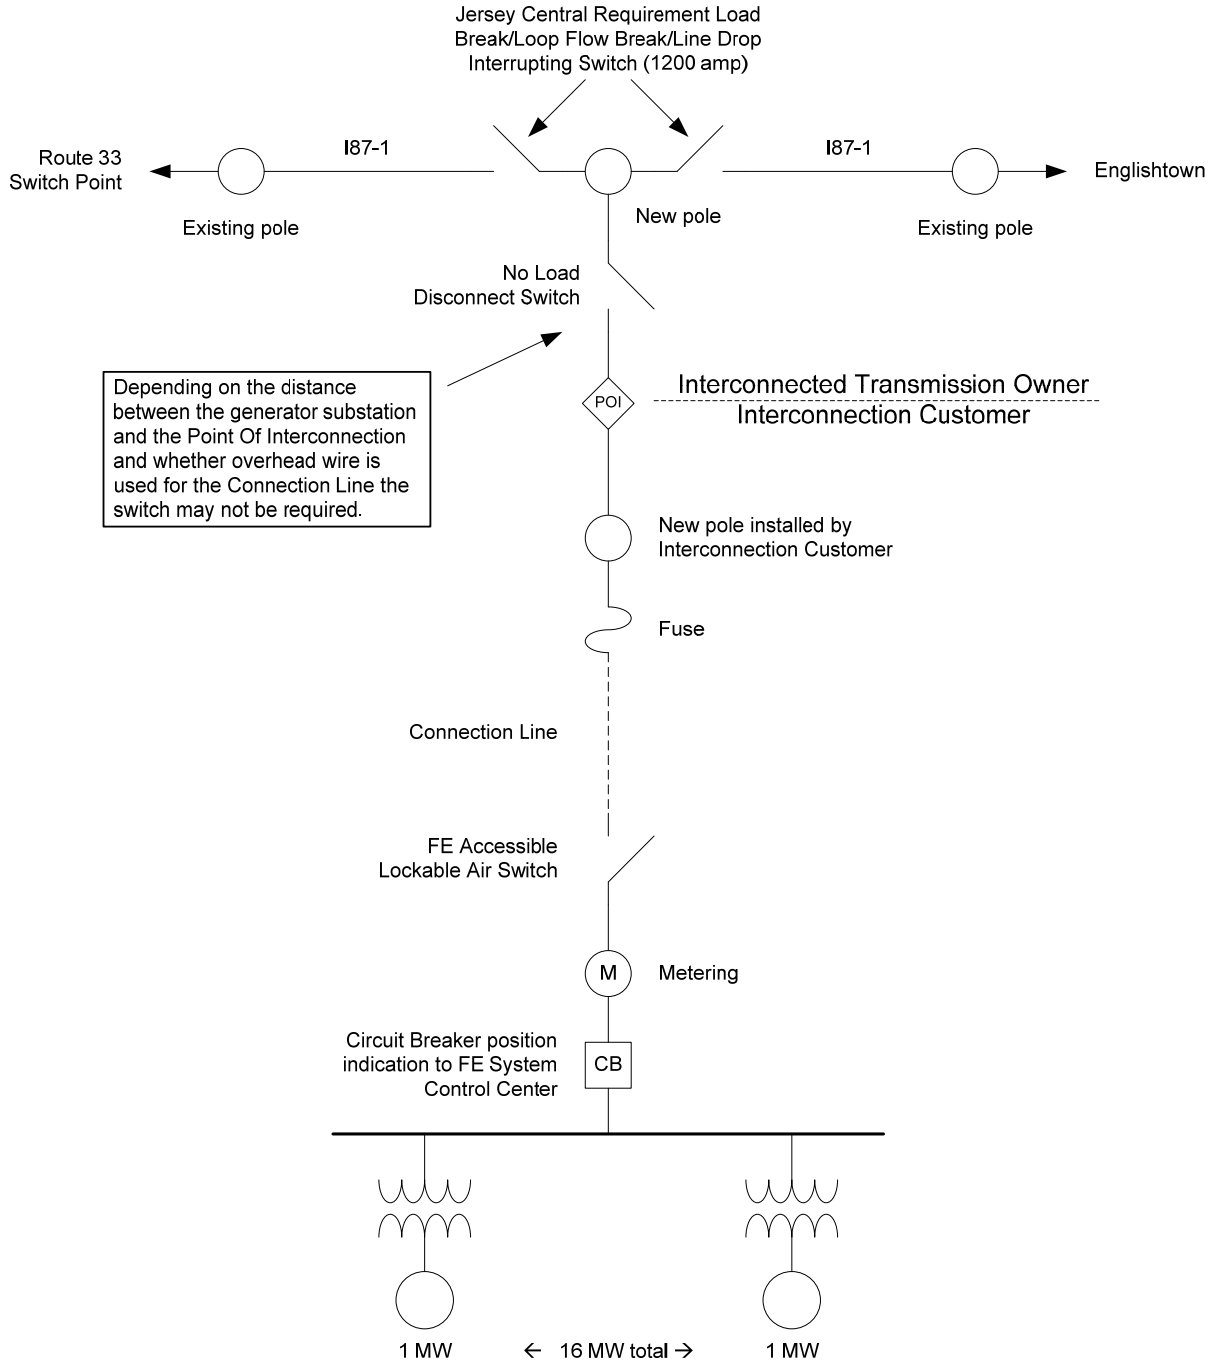 Jersey Central Requirement Load
Break/Loop Flow Break/Line Drop
Interrupting Switch (1200 amp)
I87-1
I87-1
Route 33
Switch Point
Englishtown
Existing pole
New pole
Existing pole
No Load
Disconnect Switch
Depending on the distance
between the generator substation
and the Point Of Interconnection
and whether overhead wire is
used for the Connection Line the
switch may not be required.
POI
Interconnected Transmission Owner
Interconnection Customer
New pole installed by
Interconnection Customer
Fuse
Connection Line
FE Accessible
Lockable Air Switch
M
Metering
Circuit Breaker position
indication to FE System
Control Center
CB
1 MW
← 16 MW total →
1 MW